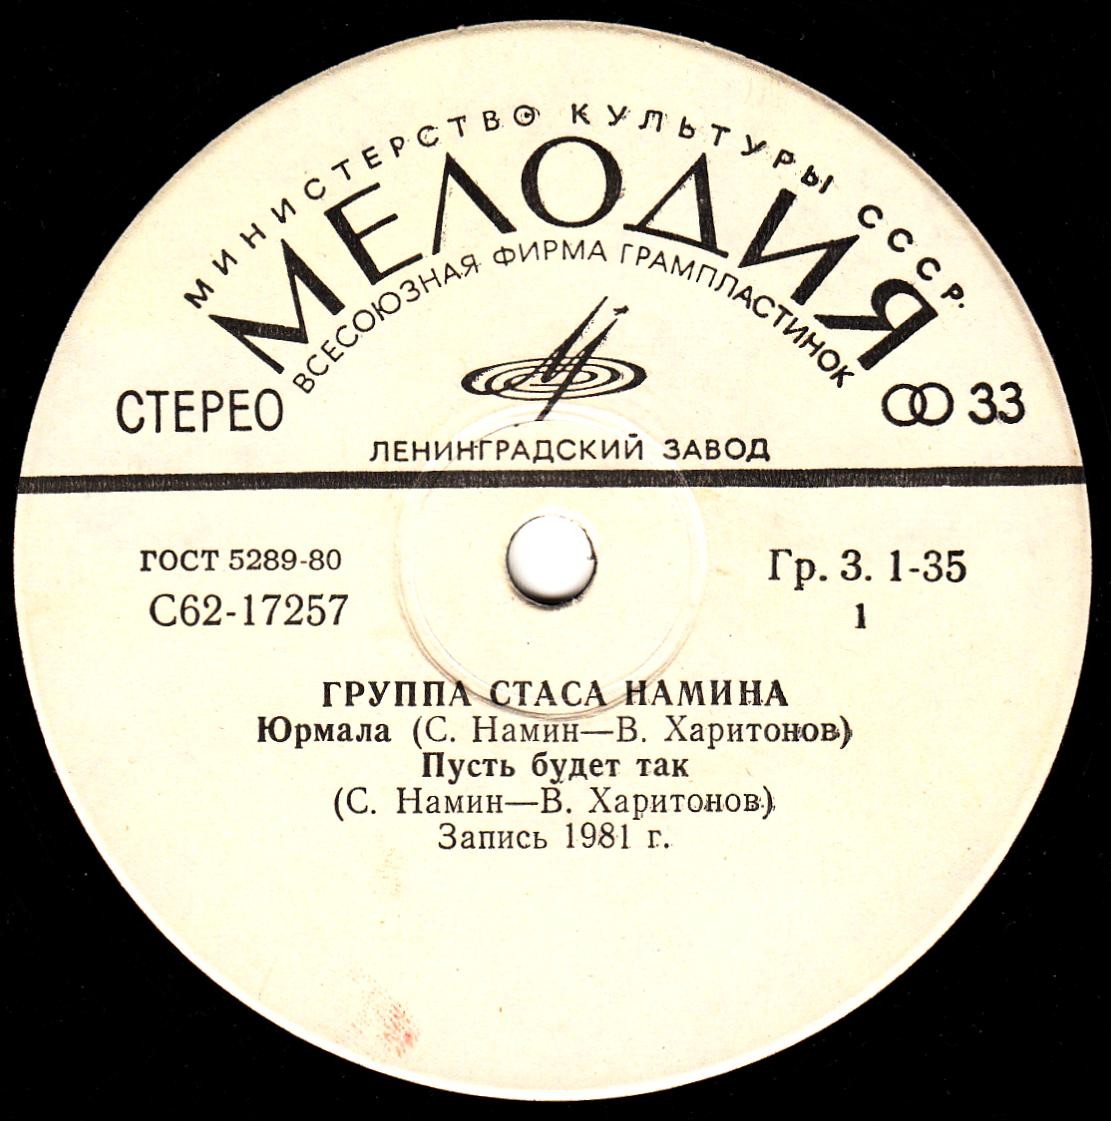 МИНИСТЕРСТВО КУЛЬТУРЫ СССР.
МЕЛОДИЯ
ВСЕСОЮЗНАЯ ФИРМА ГРАМПЛАСТИНОК
СТЕРЕО
33
ЛЕНИНГРАДСКИЙ ЗАВОД
ГОСТ 5289-80
Гр. 3. 1-35
С62-17257
1
ГРУППА СТАСА НАМИНА
Юрмала (С. Намин—В. Харитонов)
Пусть будет так
(С. Намин—В. Харитонов)
Запись 1981 г.